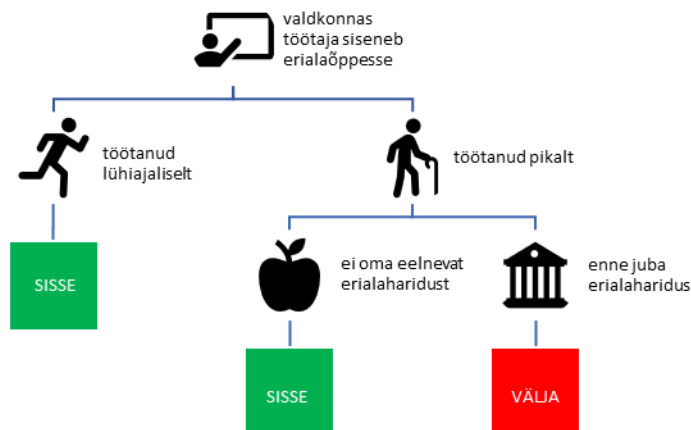 valdkonnas
töötaja siseneb
erialaõppesse
töötanud
lühiajaliselt
töötanud pikalt
SISSE
ei oma eelnevat
erialaharidust
enne juba
erialaharidus
SISSE
VÄLJA